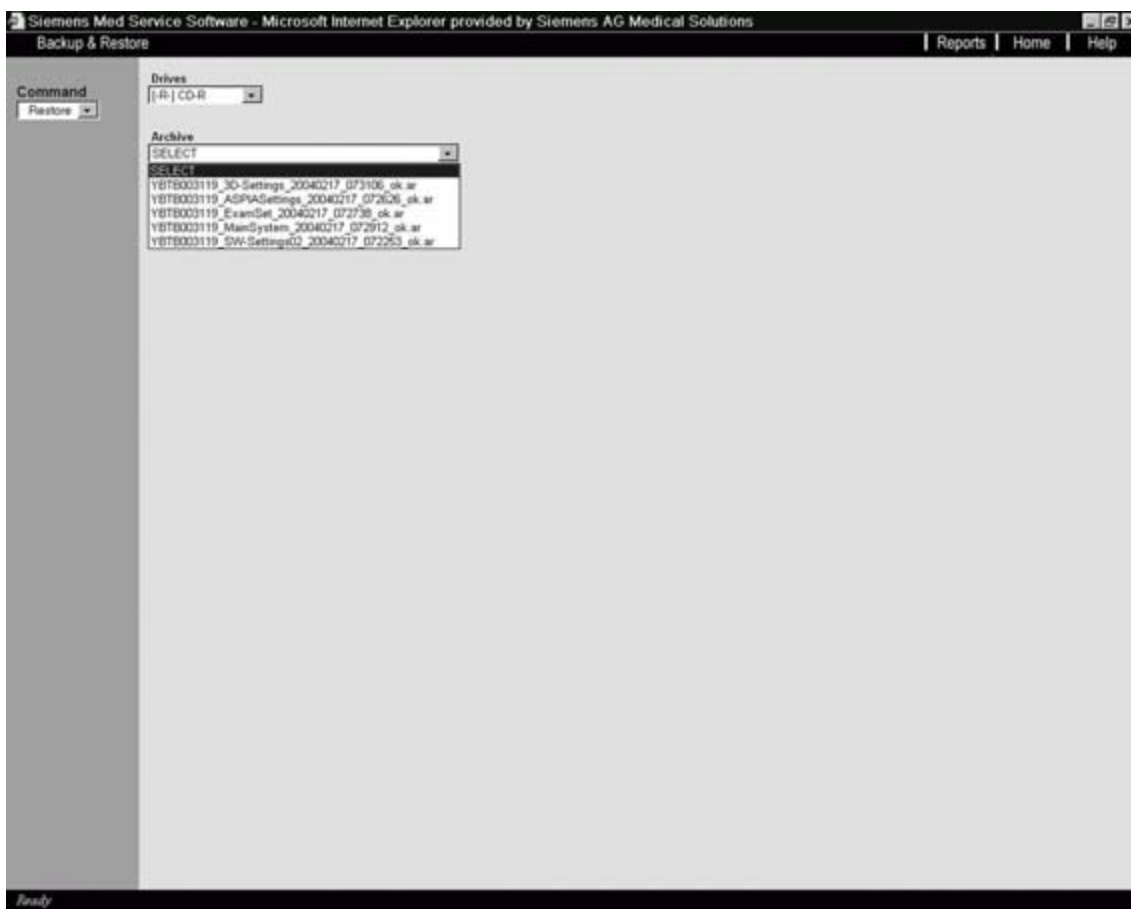 Siemens Med Service Software - Microsoft Internet Explorer provided by Siemens AG Medical Solutions
Backup & Restore
Reports | Home | Help
Command
Restore
Drives
[-R-] CD-R
Archive
SELECT
SELECT
YBTB003119_3D-Settings_20040217_073106_ok.ar
YBTB003119_ASPIASettings_20040217_072626_ok.ar
YBTB003119_ExamSet_20040217_072738_ok.ar
YBTB003119_MainSystem_20040217_072912_ok.ar
YBTB003119_SW-Settings02_20040217_072253_ok.ar
Ready